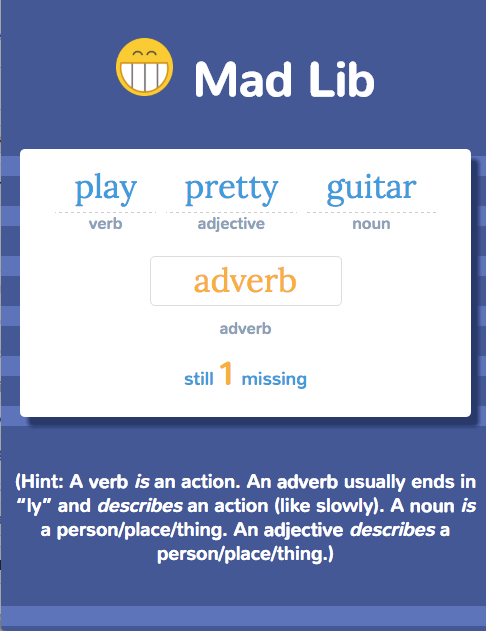 Mad Lib
play pretty guitar
verb adjective noun
adverb
adverb
still 1 missing
(Hint: A verb is an action. An adverb usually ends in
“ly” and describes an action (like slowly). A noun is
a person/place/thing. An adjective describes a
person/place/thing.)